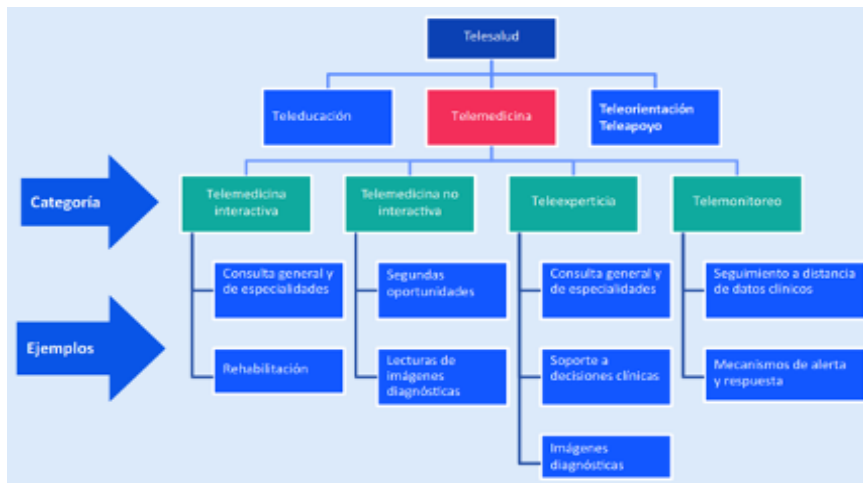 Telesalud
Teleducación
Telemedicina
Teleorientación
Teleapoyo
Categoría
Telemedicina
interactiva
Telemedicina no
interactiva
Teleexperticia
Telemonitoreo
Ejemplos
Consulta general y
de especialidades
Segundas
oportunidades
Consulta general y
de especialidades
Seguimiento a distancia
de datos clínicos
Rehabilitación
Lecturas de
imágenes
diagnósticas
Soporte a
decisiones clínicas
Mecanismos de alerta
y respuesta
Imágenes
diagnósticas